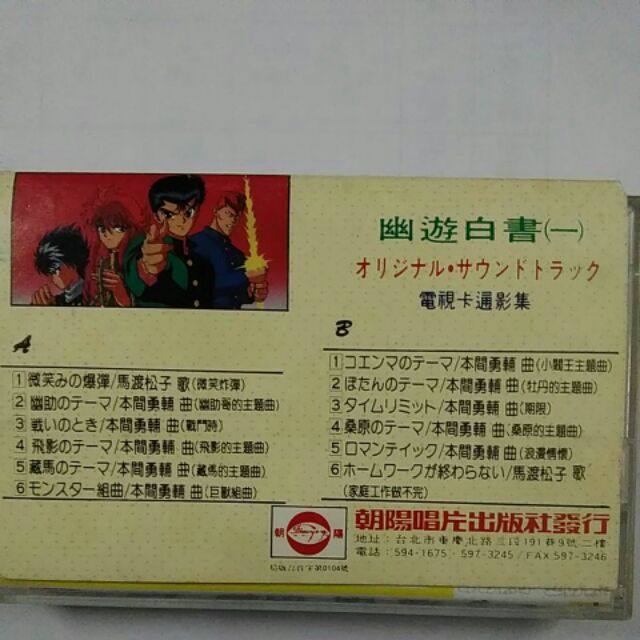 幽遊白書(一)
オリジナル・サウンドトラック
電視卡通影集
A
1 微笑みの爆彈/馬渡松子 歌(微笑炸彈)
2 幽助のテーマ/本間勇輔 曲(幽助哥的主題曲)
3 戦いのとき/本間勇輔 曲(戰鬥時)
4 飛影のテーマ/本間勇輔 曲(飛影的主題曲)
5 藏馬のテーマ/本間勇輔 曲(藏馬的主題曲)
6 モンスター組曲/本間勇輔 曲(巨獸組曲)
B
1 コエンマのテーマ/本間勇輔 曲(小閻王主題曲)
2 ぼたんのテーマ/本間勇輔 曲(牡丹的主題曲)
3 タイムリミット/本間勇輔 曲(期限)
4 桑原のテーマ/本間勇輔 曲(桑原的主題曲)
5 ロマンテイック/本間勇輔 曲(浪漫情懷)
6 ホームワークが終わらない/馬渡松子 歌
(家庭工作做不完)
朝陽
朝陽唱片出版社發行
地址:台北市重慶北路三段191巷9號二樓
電話:594-1675·597-3245/FAX:597-3246
第0104號